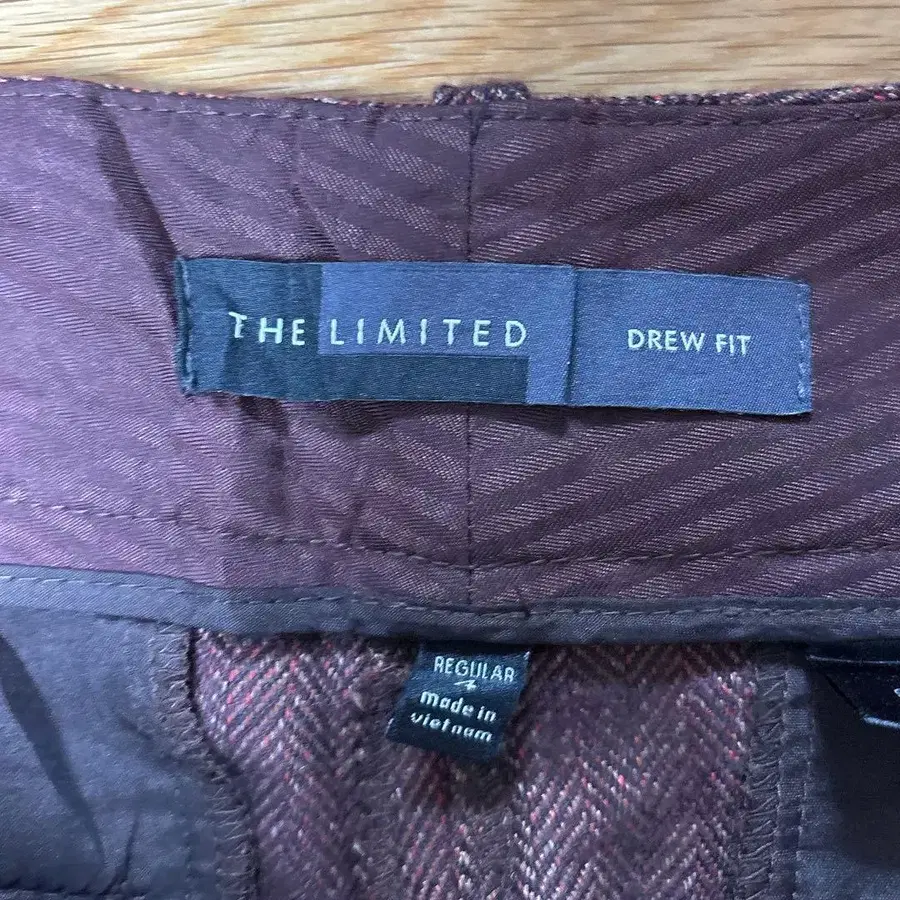 THE LIMITED
DREW FIT
REGULAR
4
made in
vietnam